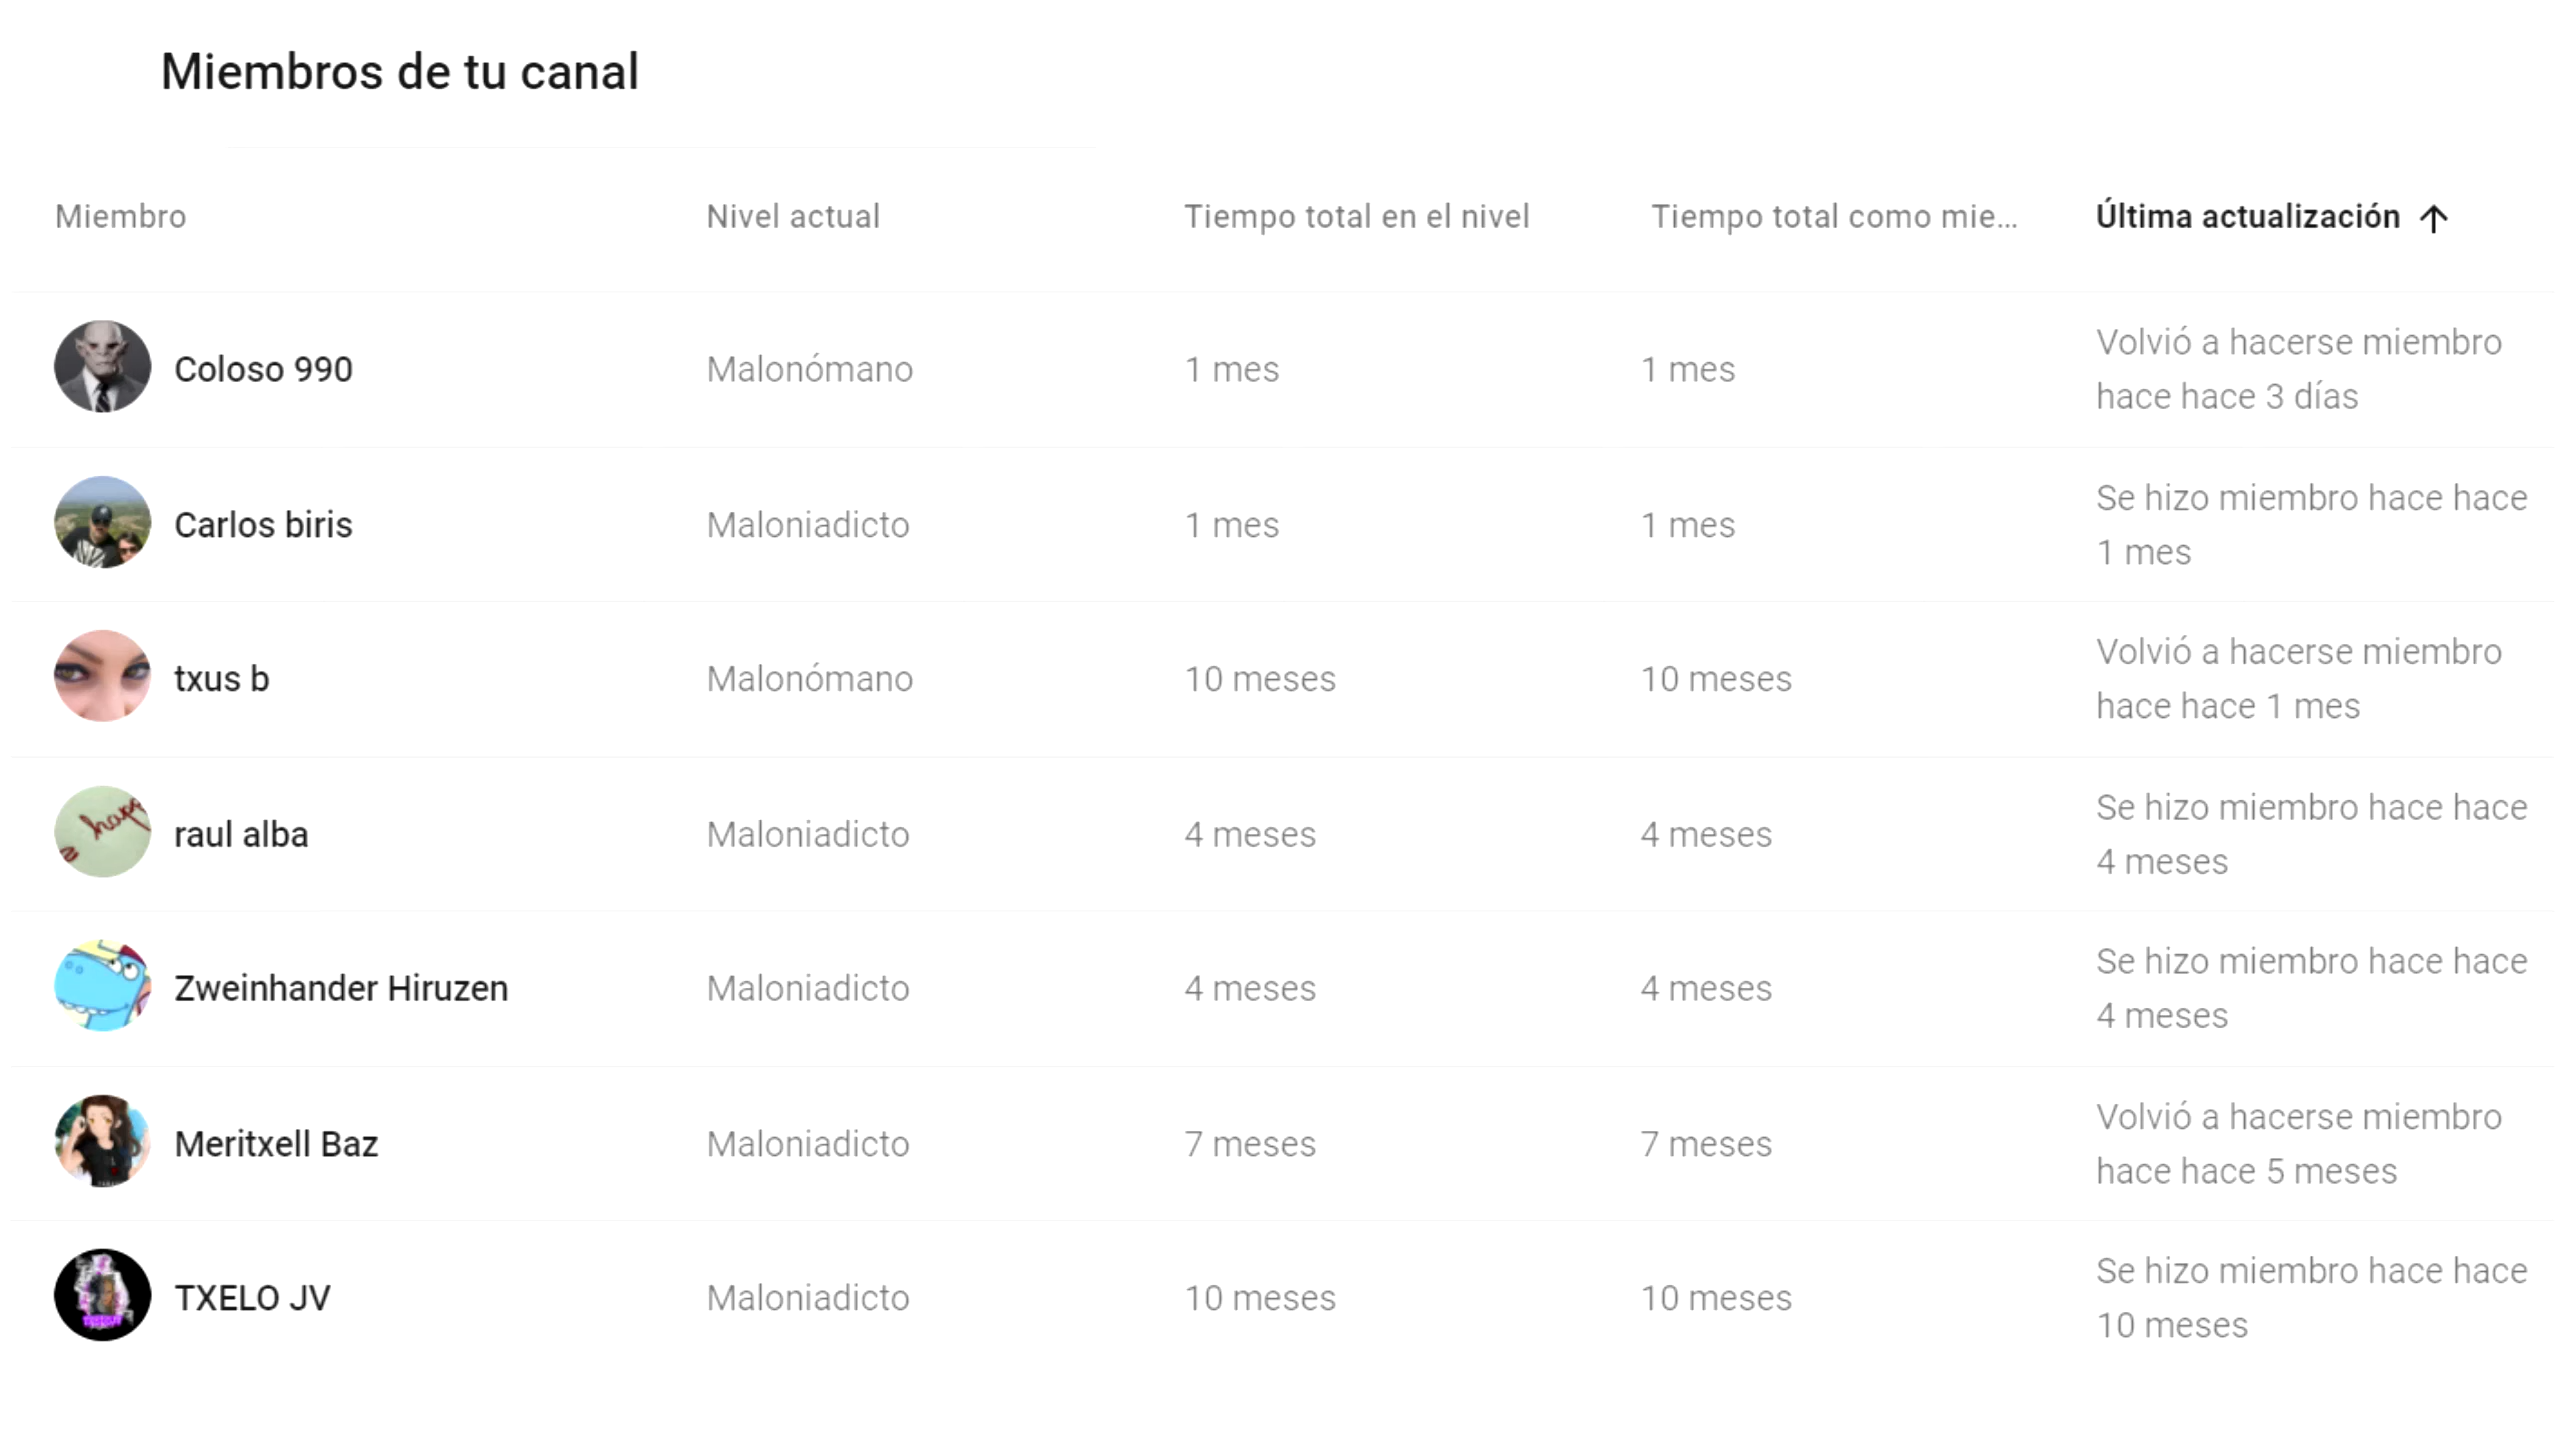 Miembros de tu canal
Miembro Nivel actual Tiempo total en el nivel Tiempo total como mie... Última actualización
Coloso 990 Malonómano 1 mes 1 mes Volvió a hacerse miembro
hace hace 3 días
Carlos biris Maloniadicto 1 mes 1 mes Se hizo miembro hace hace
1 mes
txus b Malonómano 10 meses 10 meses Volvió a hacerse miembro
hace hace 1 mes
happ
raul alba Maloniadicto 4 meses 4 meses Se hizo miembro hace hace
4 meses
Zweinhander Hiruzen Maloniadicto 4 meses 4 meses Se hizo miembro hace hace
4 meses
Meritxell Baz Maloniadicto 7 meses 7 meses Volvió a hacerse miembro
hace hace 5 meses
TXELO JV Maloniadicto 10 meses 10 meses Se hizo miembro hace hace
10 meses